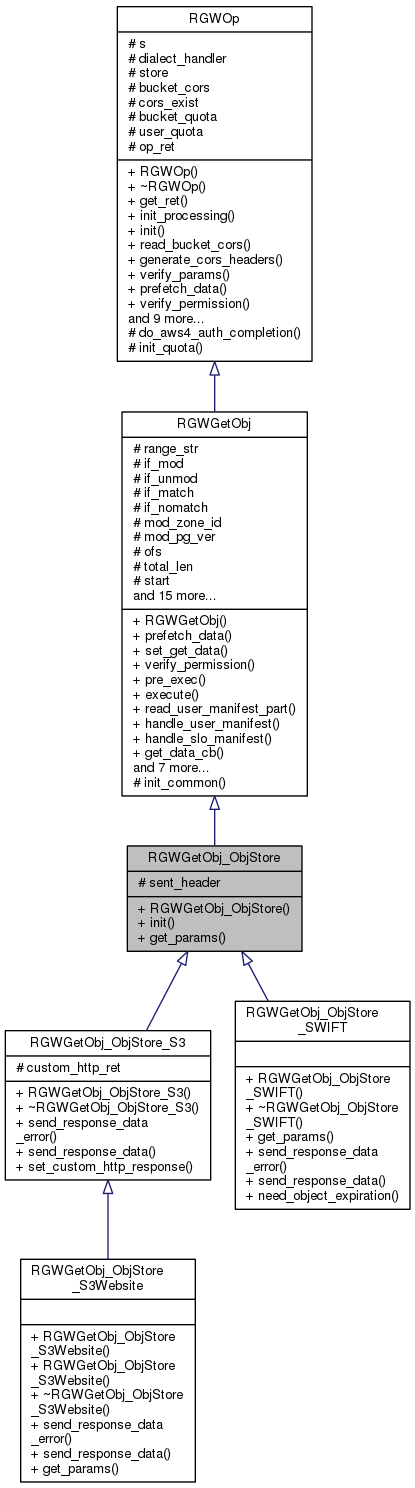 RGWOp
# s
# dialect_handler
# store
# bucket_cors
# cors_exist
# bucket_quota
# user_quota
# op_ret
+ RGWOp()
+ ~RGWOp()
+ get_ret()
+ init_processing()
+ init()
+ read_bucket_cors()
+ generate_cors_headers()
+ verify_params()
+ prefetch_data()
+ verify_permission()
and 9 more...
# do_aws4_auth_completion()
# init_quota()
RGWGetObj
# range_str
# if_mod
# if_unmod
# if_match
# if_nomatch
# mod_zone_id
# mod_pg_ver
# ofs
# total_len
# start
and 15 more...
+ RGWGetObj()
+ prefetch_data()
+ set_get_data()
+ verify_permission()
+ pre_exec()
+ execute()
+ read_user_manifest_part()
+ handle_user_manifest()
+ handle_slo_manifest()
+ get_data_cb()
and 7 more...
# init_common()
RGWGetObj_ObjStore
# sent_header
+ RGWGetObj_ObjStore()
+ init()
+ get_params()
RGWGetObj_ObjStore_S3
# custom_http_ret
+ RGWGetObj_ObjStore_S3()
+ ~RGWGetObj_ObjStore_S3()
+ send_response_data
_error()
+ send_response_data()
+ set_custom_http_response()
RGWGetObj_ObjStore
_SWIFT
+ RGWGetObj_ObjStore
_SWIFT()
+ ~RGWGetObj_ObjStore
_SWIFT()
+ get_params()
+ send_response_data
_error()
+ send_response_data()
+ need_object_expiration()
RGWGetObj_ObjStore
_S3Website
+ RGWGetObj_ObjStore
_S3Website()
+ RGWGetObj_ObjStore
_S3Website()
+ ~RGWGetObj_ObjStore
_S3Website()
+ send_response_data
_error()
+ send_response_data()
+ get_params()